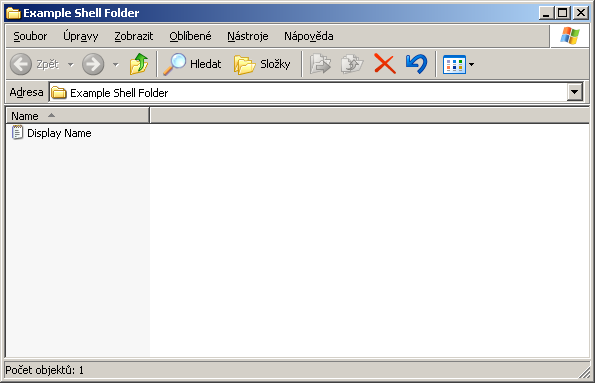 Example Shell Folder
Soubor Úpravy Zobrazit Oblíbené Nástroje Nápověda
Zpět Hledat Složky
Adresa Example Shell Folder
Name
Display Name
Počet objektů: 1